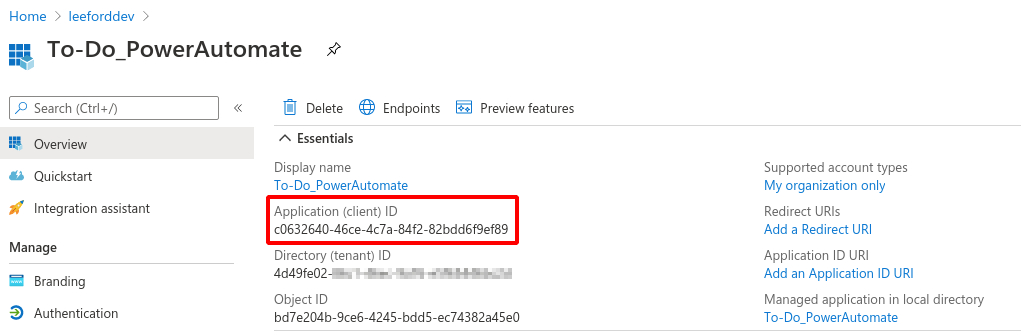 Home > leeforddev >
To-Do_PowerAutomate
Search (Ctrl+/)
«
Overview
Quickstart
Integration assistant
Manage
Branding
Authentication
Delete
Endpoints
Preview features
Essentials
Display name
To-Do_PowerAutomate
Application (client) ID
c0632640-46ce-4c7a-84f2-82bdd6f9ef89
Directory (tenant) ID
4d49fe02-
Object ID
bd7e204b-9ce6-4245-bdd5-ec74382a45e0
Supported account types
My organization only
Redirect URIs
Add a Redirect URI
Application ID URI
Add an Application ID URI
Managed application in local directory
To-Do_PowerAutomate